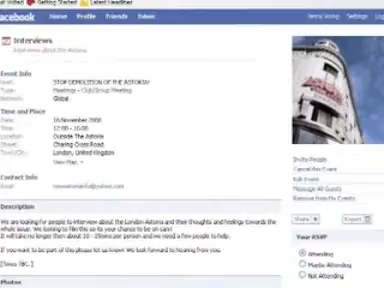 Getting Started Latest Headlines
facebook Home Profile Friends Inbox Settings
Interviews
Interviews about the Astoria
Event Info
Host: STOP DEMOLITION OF THE ASTORIA!
Type: Meetings - Club/Group Meeting
Network: Global
Time and Place
Date:
Time: 12:00 - 16:00
Location: Outside The Astoria
Street: Charing Cross Road
Town/City: London, United Kingdom
View Map
Contact Info
Email:
Description
We are looking for people to interview about the London Astoria and their thoughts and feelings towards the
whole issue. We looking to film this so its your chance to be on cam!
It will take no longer then about 10 - 15mins per person and we need a few people to help.
If you want to be part of this please let us know! We look forward to hearing from you.
[Times TBC.]
Photos
Invite People
Cancel the Event
Edit Event
Message All Guests
Remove from My Events
Share +
Export
Your RSVP
Attending
Maybe Attending
Not Attending